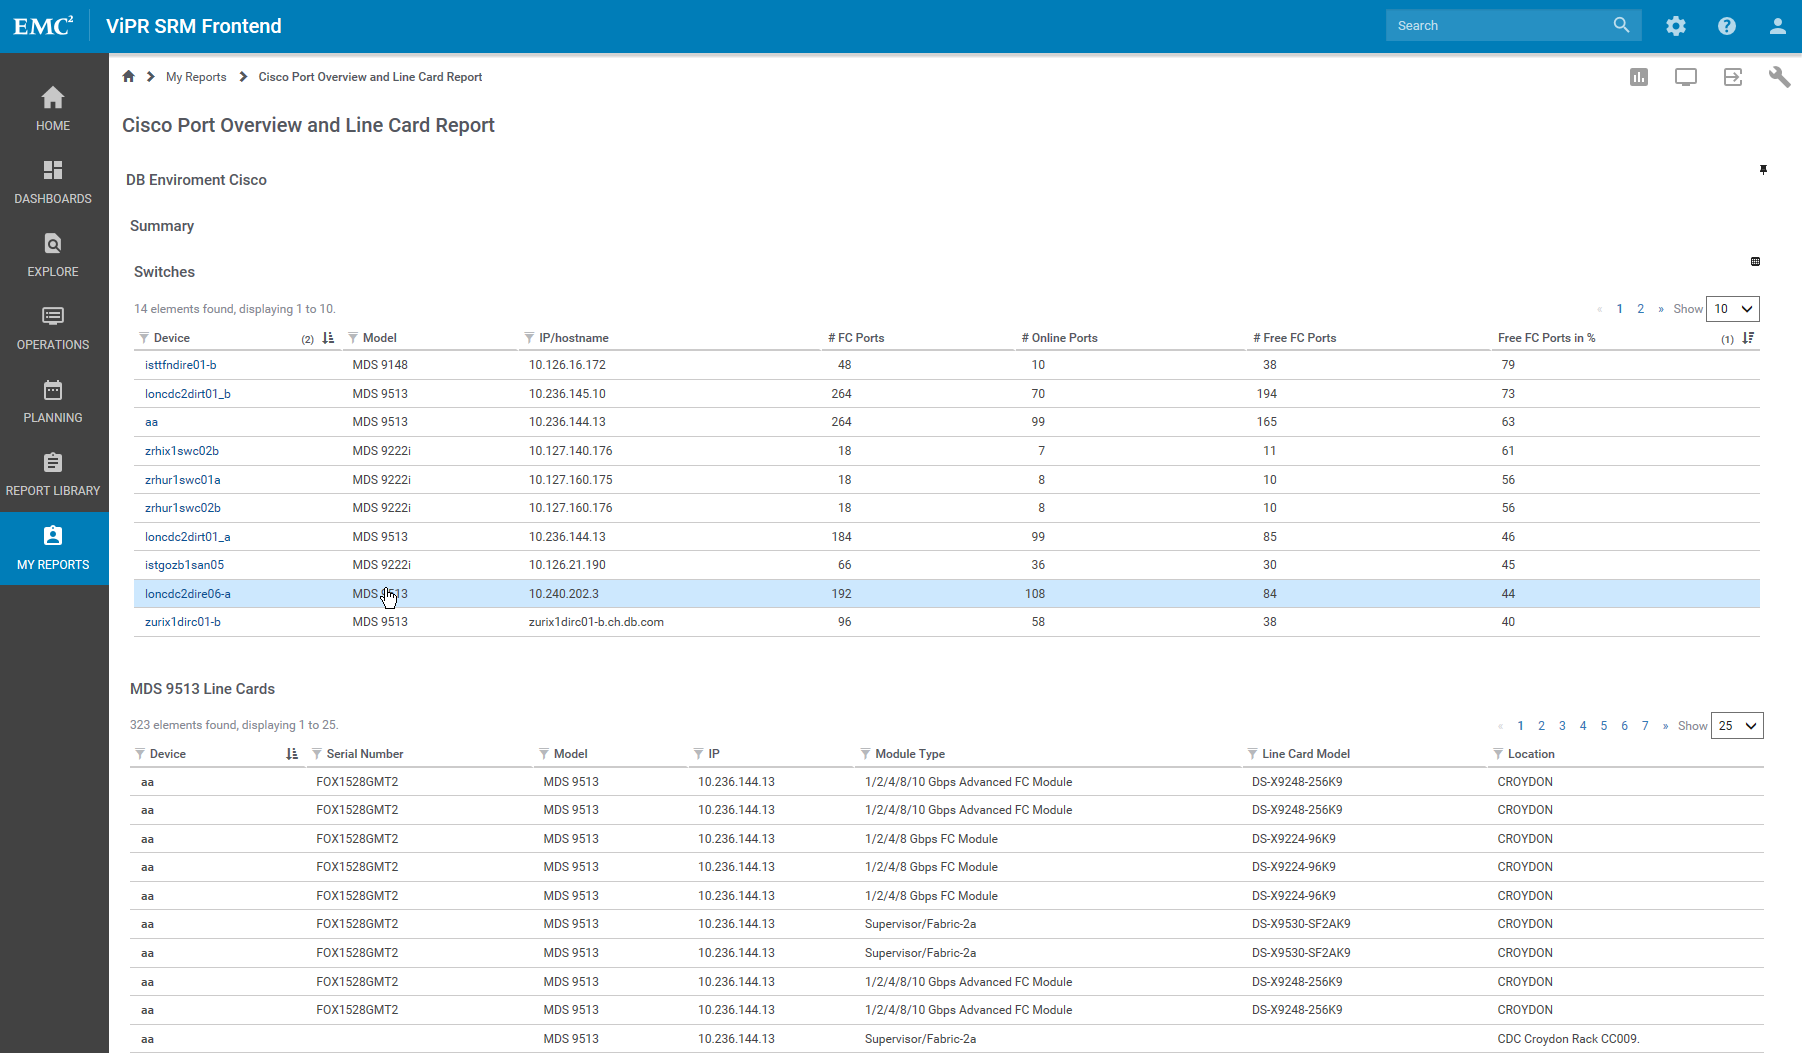 EMC² ViPR SRM Frontend Search
My Reports Cisco Port Overview and Line Card Report
Cisco Port Overview and Line Card Report
DB Enviroment Cisco
Summary
Switches
HOME
DASHBOARDS
EXPLORE
OPERATIONS
PLANNING
REPORT LIBRARY
MY REPORTS
14 elements found, displaying 1 to 10. « 1 2 » Show 10
Device (2) Model IP/hostname # FC Ports # Online Ports # Free FC Ports Free FC Ports in % (1)
isttfndire01-b MDS 9148 10.126.16.172 48 10 38 79
loncdc2dirt01_b MDS 9513 10.236.145.10 264 70 194 73
aa MDS 9513 10.236.144.13 264 99 165 63
zrhix1swc02b MDS 9222i 10.127.140.176 18 7 11 61
zrhur1swc01a MDS 9222i 10.127.160.175 18 8 10 56
zrhur1swc02b MDS 9222i 10.127.160.176 18 8 10 56
loncdc2dirt01_a MDS 9513 10.236.144.13 184 99 85 46
istgozb1san05 MDS 9222i 10.126.21.190 66 36 30 45
loncdc2dire06-a MDS 9513 10.240.202.3 192 108 84 44
zurix1dirc01-b MDS 9513 zurix1dirc01-b.ch.db.com 96 58 38 40
MDS 9513 Line Cards
323 elements found, displaying 1 to 25. « 1 2 3 4 5 6 7 » Show 25
Device Serial Number Model IP Module Type Line Card Model Location
aa FOX1528GMT2 MDS 9513 10.236.144.13 1/2/4/8/10 Gbps Advanced FC Module DS-X9248-256K9 CROYDON
aa FOX1528GMT2 MDS 9513 10.236.144.13 1/2/4/8/10 Gbps Advanced FC Module DS-X9248-256K9 CROYDON
aa FOX1528GMT2 MDS 9513 10.236.144.13 1/2/4/8 Gbps FC Module DS-X9224-96K9 CROYDON
aa FOX1528GMT2 MDS 9513 10.236.144.13 1/2/4/8 Gbps FC Module DS-X9224-96K9 CROYDON
aa FOX1528GMT2 MDS 9513 10.236.144.13 1/2/4/8 Gbps FC Module DS-X9224-96K9 CROYDON
aa FOX1528GMT2 MDS 9513 10.236.144.13 Supervisor/Fabric-2a DS-X9530-SF2AK9 CROYDON
aa FOX1528GMT2 MDS 9513 10.236.144.13 Supervisor/Fabric-2a DS-X9530-SF2AK9 CROYDON
aa FOX1528GMT2 MDS 9513 10.236.144.13 1/2/4/8/10 Gbps Advanced FC Module DS-X9248-256K9 CROYDON
aa FOX1528GMT2 MDS 9513 10.236.144.13 1/2/4/8/10 Gbps Advanced FC Module DS-X9248-256K9 CROYDON
aa MDS 9513 10.236.144.13 Supervisor/Fabric-2a CDC Croydon Rack CC009.